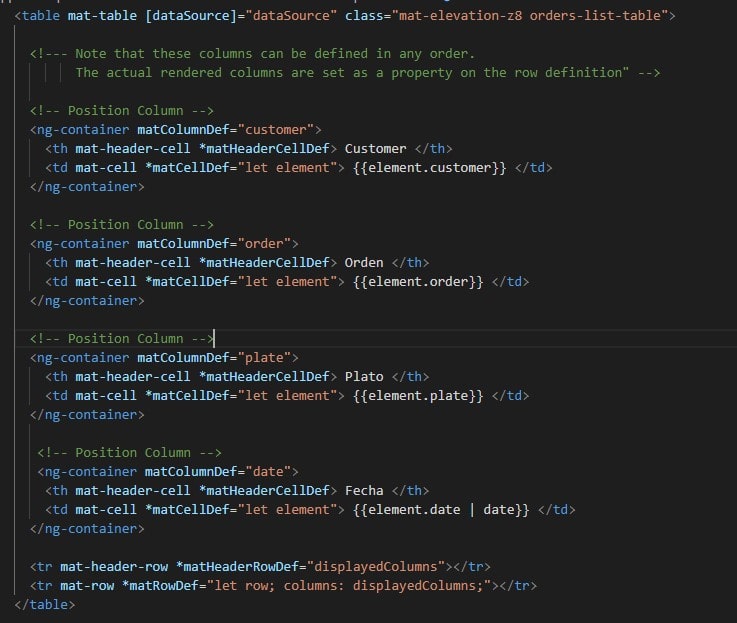 <table mat-table [dataSource]="dataSource" class="mat-elevation-z8 orders-list-table">
<!--- Note that these columns can be defined in any order.
The actual rendered columns are set as a property on the row definition" -->
<!-- Position Column -->
<ng-container matColumnDef="customer">
<th mat-header-cell *matHeaderCellDef> Customer </th>
<td mat-cell *matCellDef="let element"> {{element.customer}} </td>
</ng-container>
<!-- Position Column -->
<ng-container matColumnDef="order">
<th mat-header-cell *matHeaderCellDef> Orden </th>
<td mat-cell *matCellDef="let element"> {{element.order}} </td>
</ng-container>
<!-- Position Column -->
<ng-container matColumnDef="plate">
<th mat-header-cell *matHeaderCellDef> Plato </th>
<td mat-cell *matCellDef="let element"> {{element.plate}} </td>
</ng-container>
<!-- Position Column -->
<ng-container matColumnDef="date">
<th mat-header-cell *matHeaderCellDef> Fecha </th>
<td mat-cell *matCellDef="let element"> {{element.date | date}} </td>
</ng-container>
<tr mat-header-row *matHeaderRowDef="displayedColumns"></tr>
<tr mat-row *matRowDef="let row; columns: displayedColumns;"></tr>
</table>